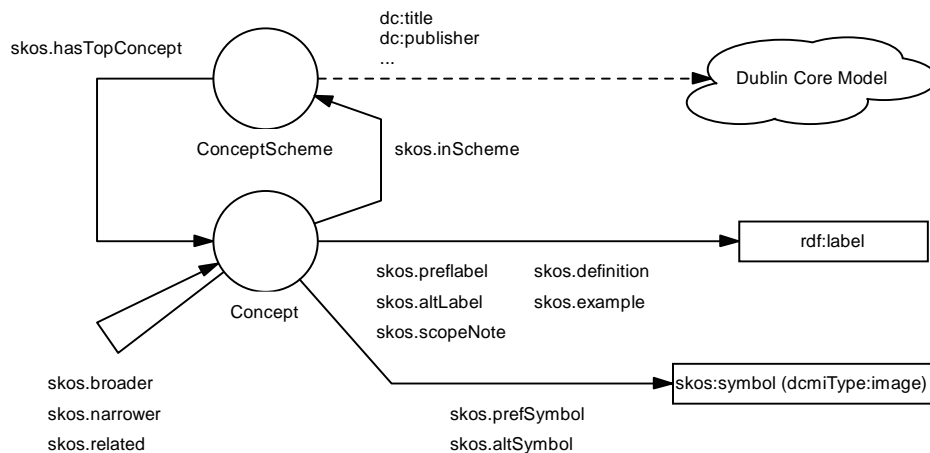 dc:title
dc:publisher
...
skos.hasTopConcept
Dublin Core Model
ConceptScheme
skos.inScheme
rdf:label
skos.preflabel
skos.definition
Concept
skos.altLabel
skos.example
skos.scopeNote
skos.broader
skos:symbol (dcmiType:image)
skos.narrower
skos.prefSymbol
skos.related
skos.altSymbol